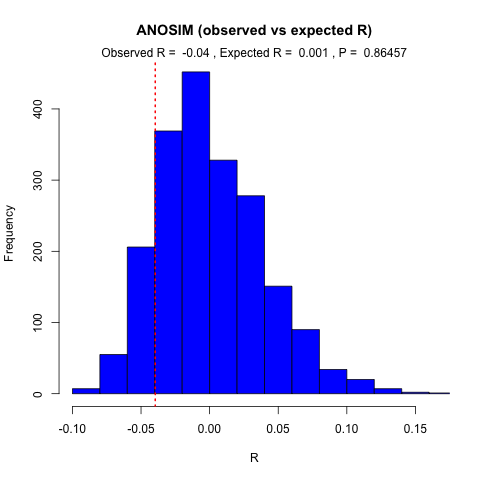 ANOSIM (observed vs expected R)
Observed R =  -0.04 , Expected R =  0.001 , P =  0.86457
Frequency
400
300
200
100
0
-0.10 -0.05 0.00 0.05 0.10 0.15
R